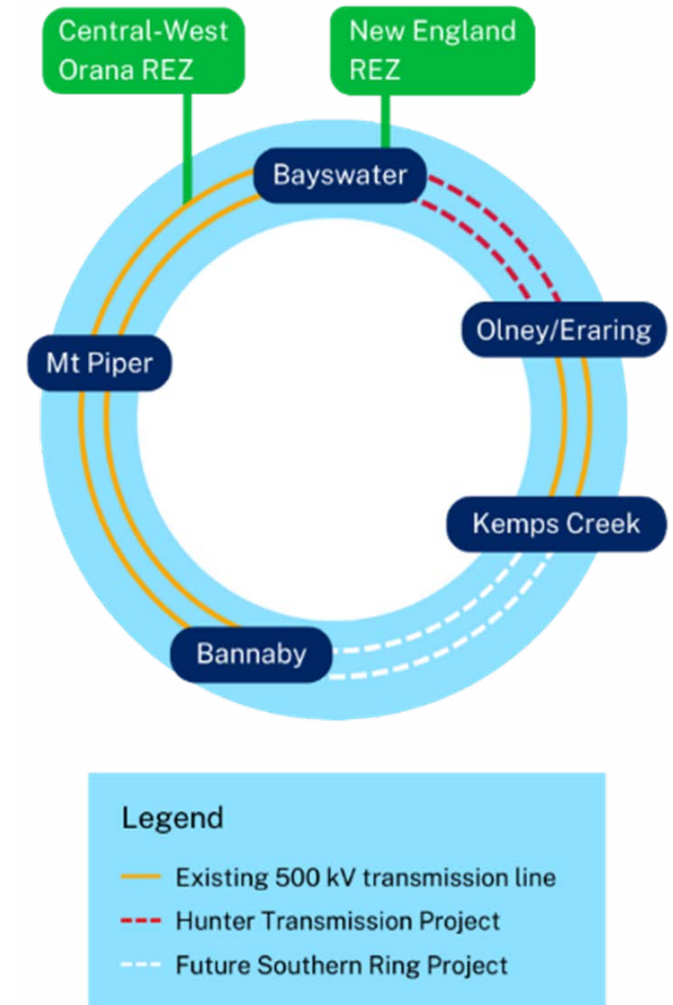 Central-West
Orana REZ
New England
REZ
Bayswater
Olney/Eraring
Mt Piper
Kemps Creek
Bannaby
Legend
Existing 500 kV transmission line
Hunter Transmission Project
Future Southern Ring Project